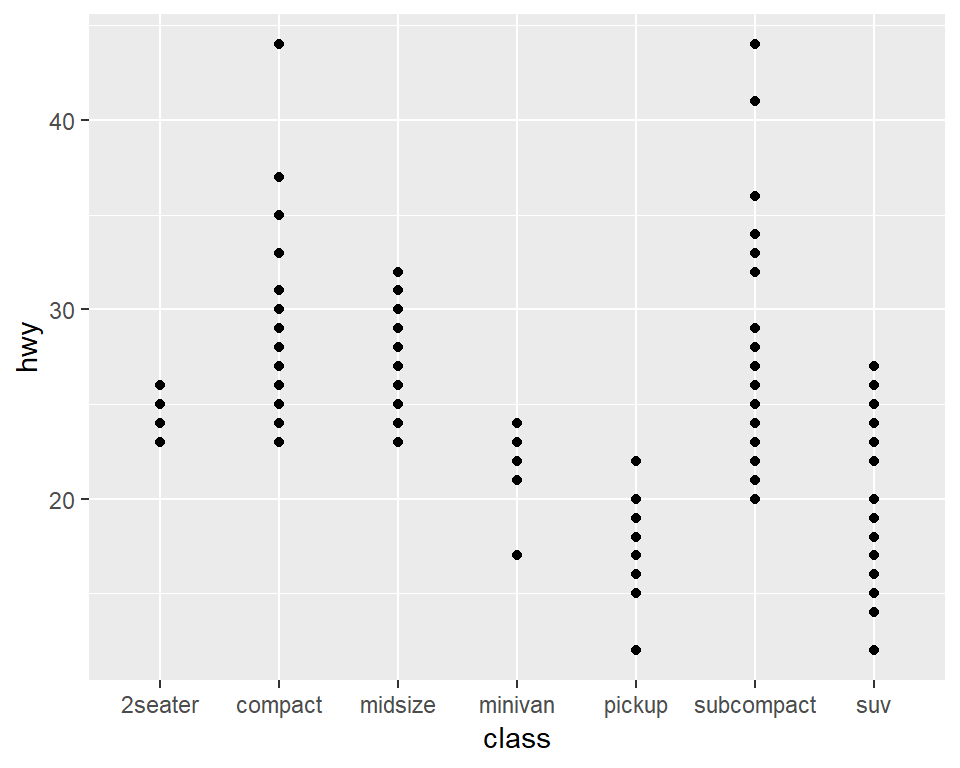 hwy
40
30
20
2seater compact midsize minivan pickup subcompact suv
class